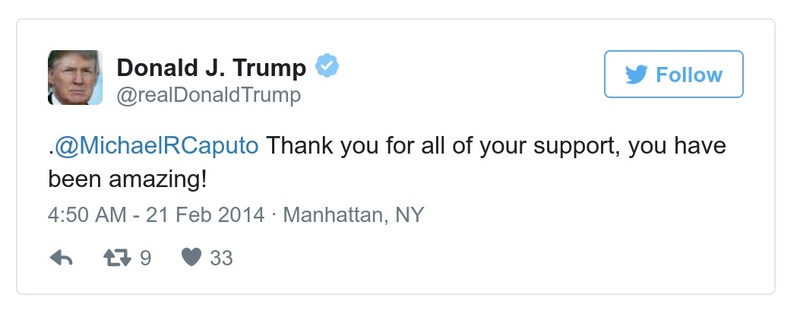 Donald J. Trump
@realDonaldTrump
Follow
.@MichaelRCaputo Thank you for all of your support, you have
been amazing!
4:50 AM - 21 Feb 2014 · Manhattan, NY
9 33